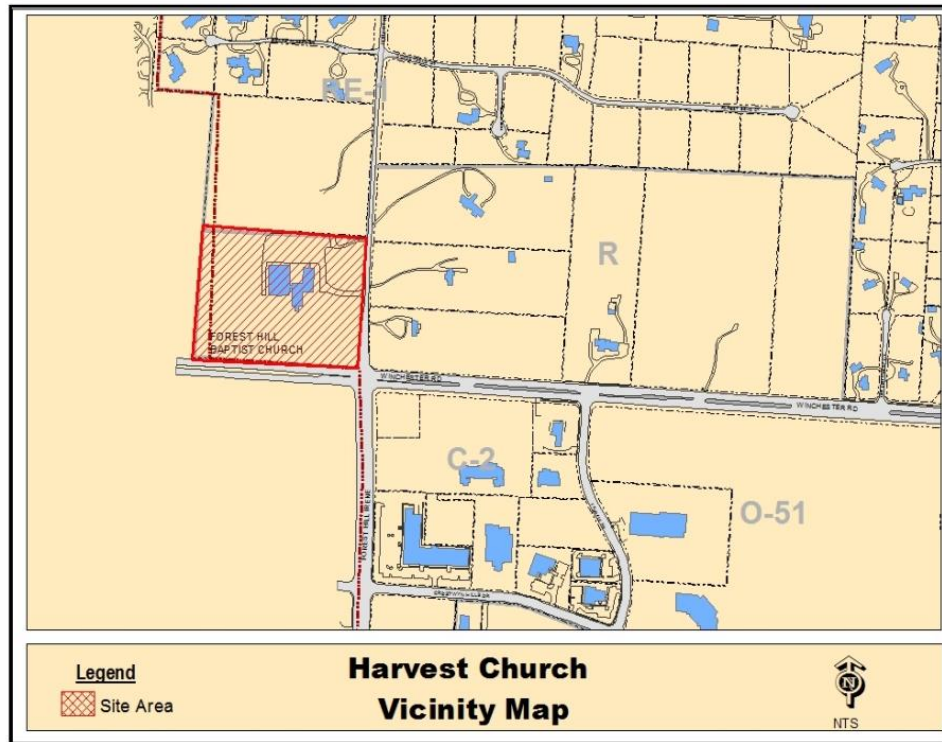 RE-1
R
FOREST HILL
BAPTIST CHURCH
WINCHESTER RD
WINCHESTER RD
C-2
O-51
FOREST HILL IRENE
Legend
Site Area
Harvest Church
Vicinity Map
N
NTS